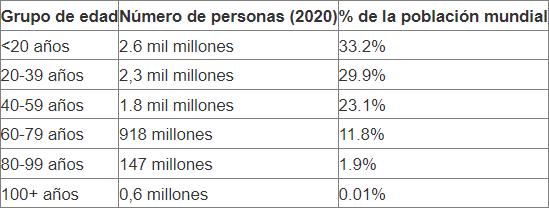 Grupo de edad Número de personas (2020) % de la población mundial
<20 años 2.6 mil millones 33.2%
20-39 años 2,3 mil millones 29.9%
40-59 años 1.8 mil millones 23.1%
60-79 años 918 millones 11.8%
80-99 años 147 millones 1.9%
100+ años 0,6 millones 0.01%